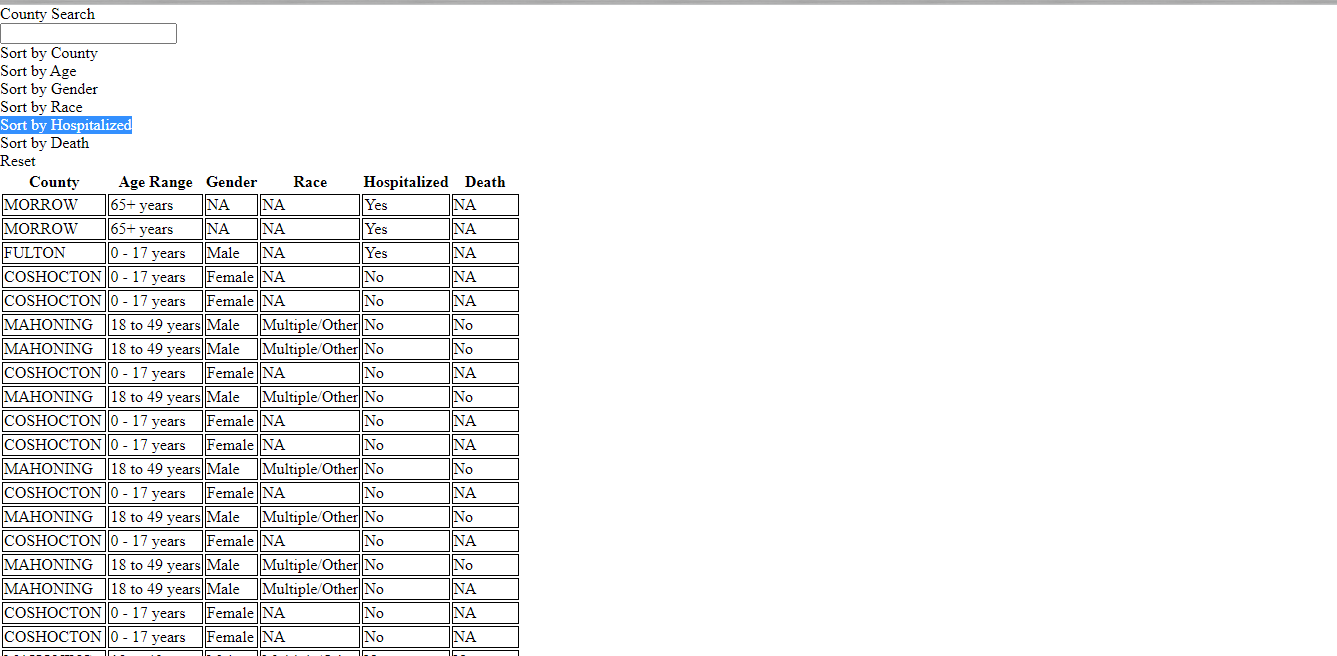 County Search
Sort by County
Sort by Age
Sort by Gender
Sort by Race
Sort by Hospitalized
Sort by Death
Reset
County Age Range Gender Race Hospitalized Death
MORROW 65+ years NA NA Yes NA
MORROW 65+ years NA NA Yes NA
FULTON 0 - 17 years Male NA Yes NA
COSHOCTON 0 - 17 years Female NA No NA
COSHOCTON 0 - 17 years Female NA No NA
MAHONING 18 to 49 years Male Multiple/Other No No
MAHONING 18 to 49 years Male Multiple/Other No No
COSHOCTON 0 - 17 years Female NA No NA
MAHONING 18 to 49 years Male Multiple/Other No No
COSHOCTON 0 - 17 years Female NA No NA
COSHOCTON 0 - 17 years Female NA No NA
MAHONING 18 to 49 years Male Multiple/Other No No
COSHOCTON 0 - 17 years Female NA No NA
MAHONING 18 to 49 years Male Multiple/Other No No
COSHOCTON 0 - 17 years Female NA No NA
MAHONING 18 to 49 years Male Multiple/Other No No
MAHONING 18 to 49 years Male Multiple/Other No NA
COSHOCTON 0 - 17 years Female NA No NA
COSHOCTON 0 - 17 years Female NA No NA